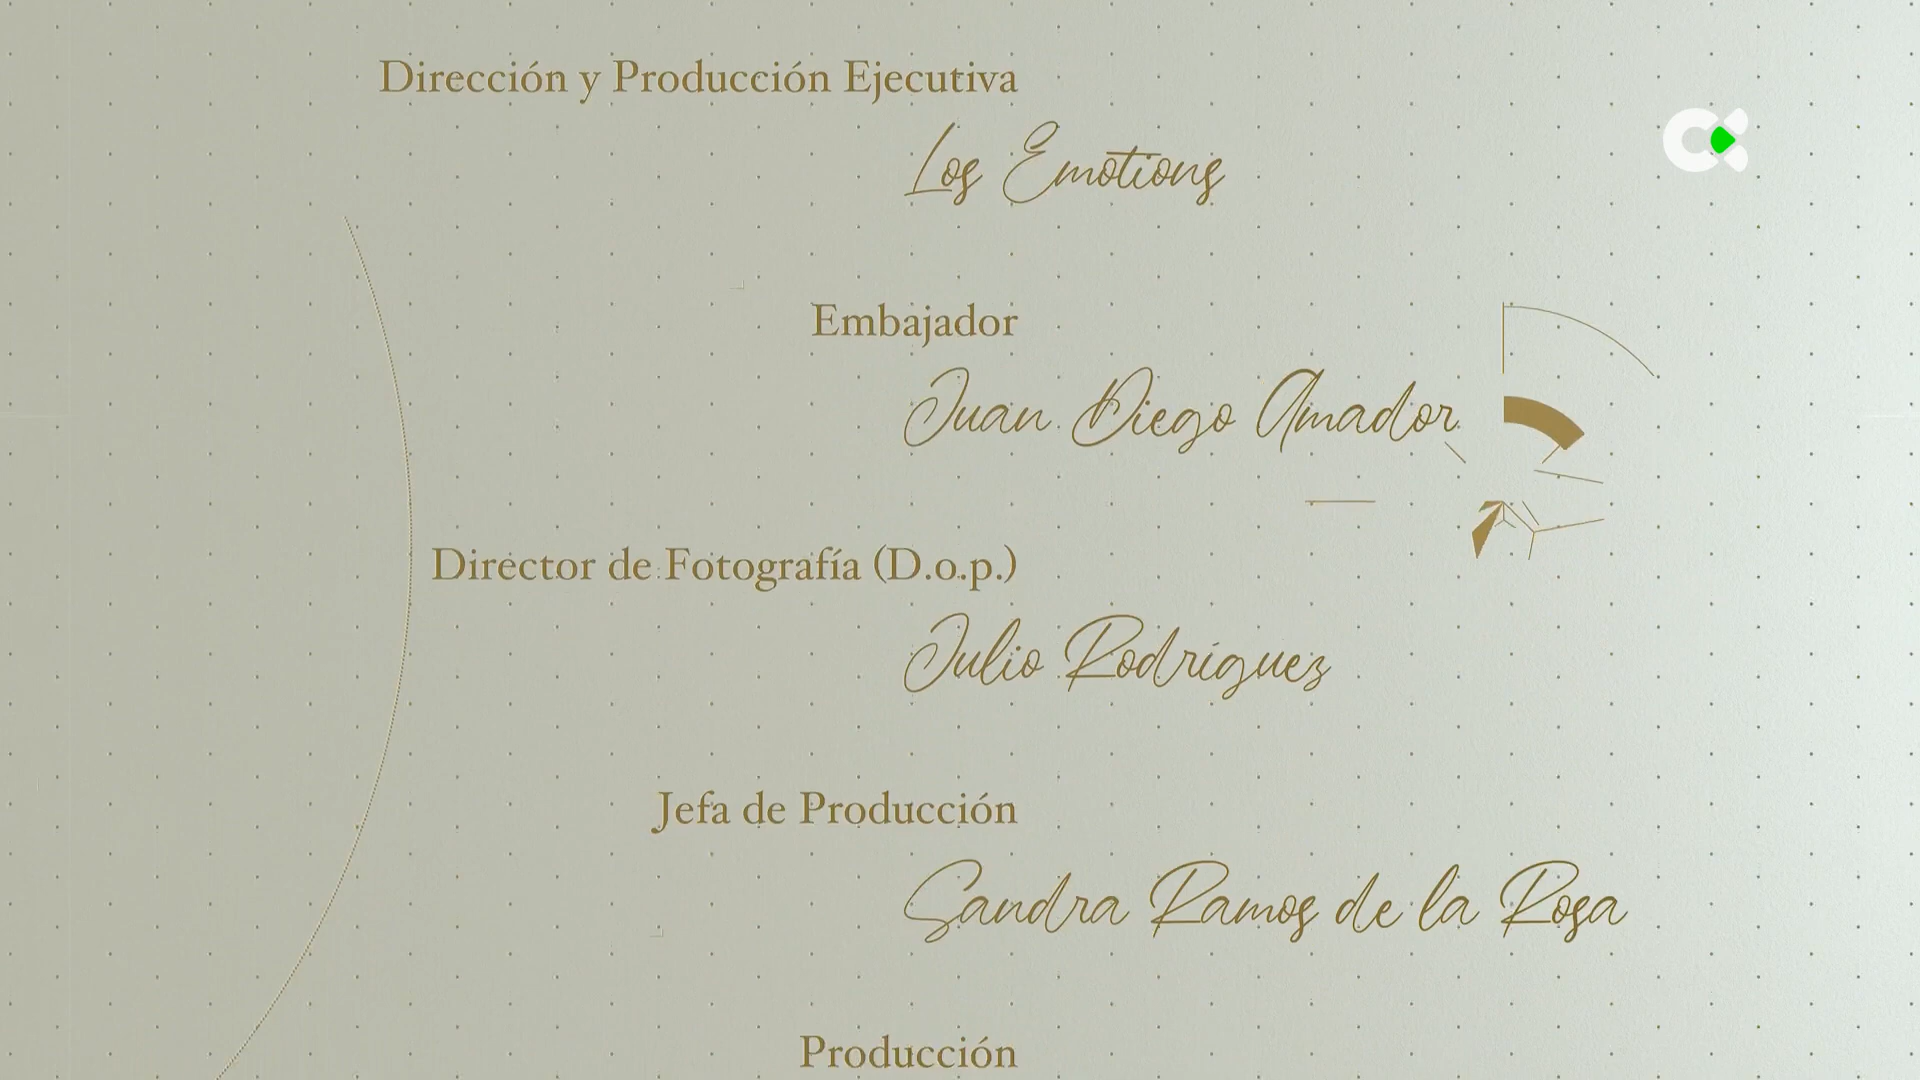 Dirección y Producción Ejecutiva
Los Emotions
Embajador
Juan Diego Amador
Director de Fotografía (D.o.p.)
Julio Rodríguez
Jefa de Producción
Sandra Ramos de la Rosa
Producción